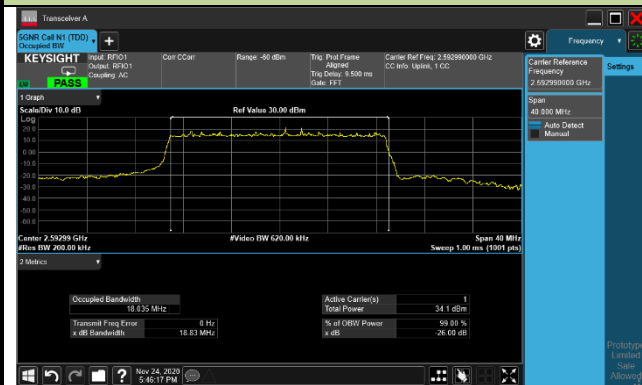 Transceiver A
5GNR Call N1 (TDD)
Occupied BW
Frequency
KEYSIGHT
Input: RFIO1
Output: RFIO1
Coupling: AC
Corr CCorr
Range: -60 dBm
Trig: Prot Frame
Aligned
Trig Delay: 9.500 ms
Gate: FFT
Carrier Ref Freq: 2.592990000 GHz
CC Info: Uplink, 1 CC
PASS
Carrier Reference
Frequency
2.592990000 GHz
Settings
Span
40.000 MHz
Auto Detect
Manual
1 Graph
Scale/Div 10.0 dB
Ref Value 30.00 dBm
Log
20.0
10.0
0.00
-10.0
-20.0
-30.0
-40.0
-50.0
-60.0
Center 2.59299 GHz
#Video BW 620.00 kHz
Span 40 MHz
#Res BW 200.00 kHz
Sweep 1.00 ms (1001 pts)
2 Metrics
Occupied Bandwidth
18.035 MHz
Active Carrier(s) 1
Total Power 34.1 dBm
Transmit Freq Error 0 Hz
x dB Bandwidth 18.83 MHz
% of OBW Power 99.00 %
x dB -26.00 dB
Nov 24, 2020
5:46:17 PM
Prototype
Limited
Sale
Allowed